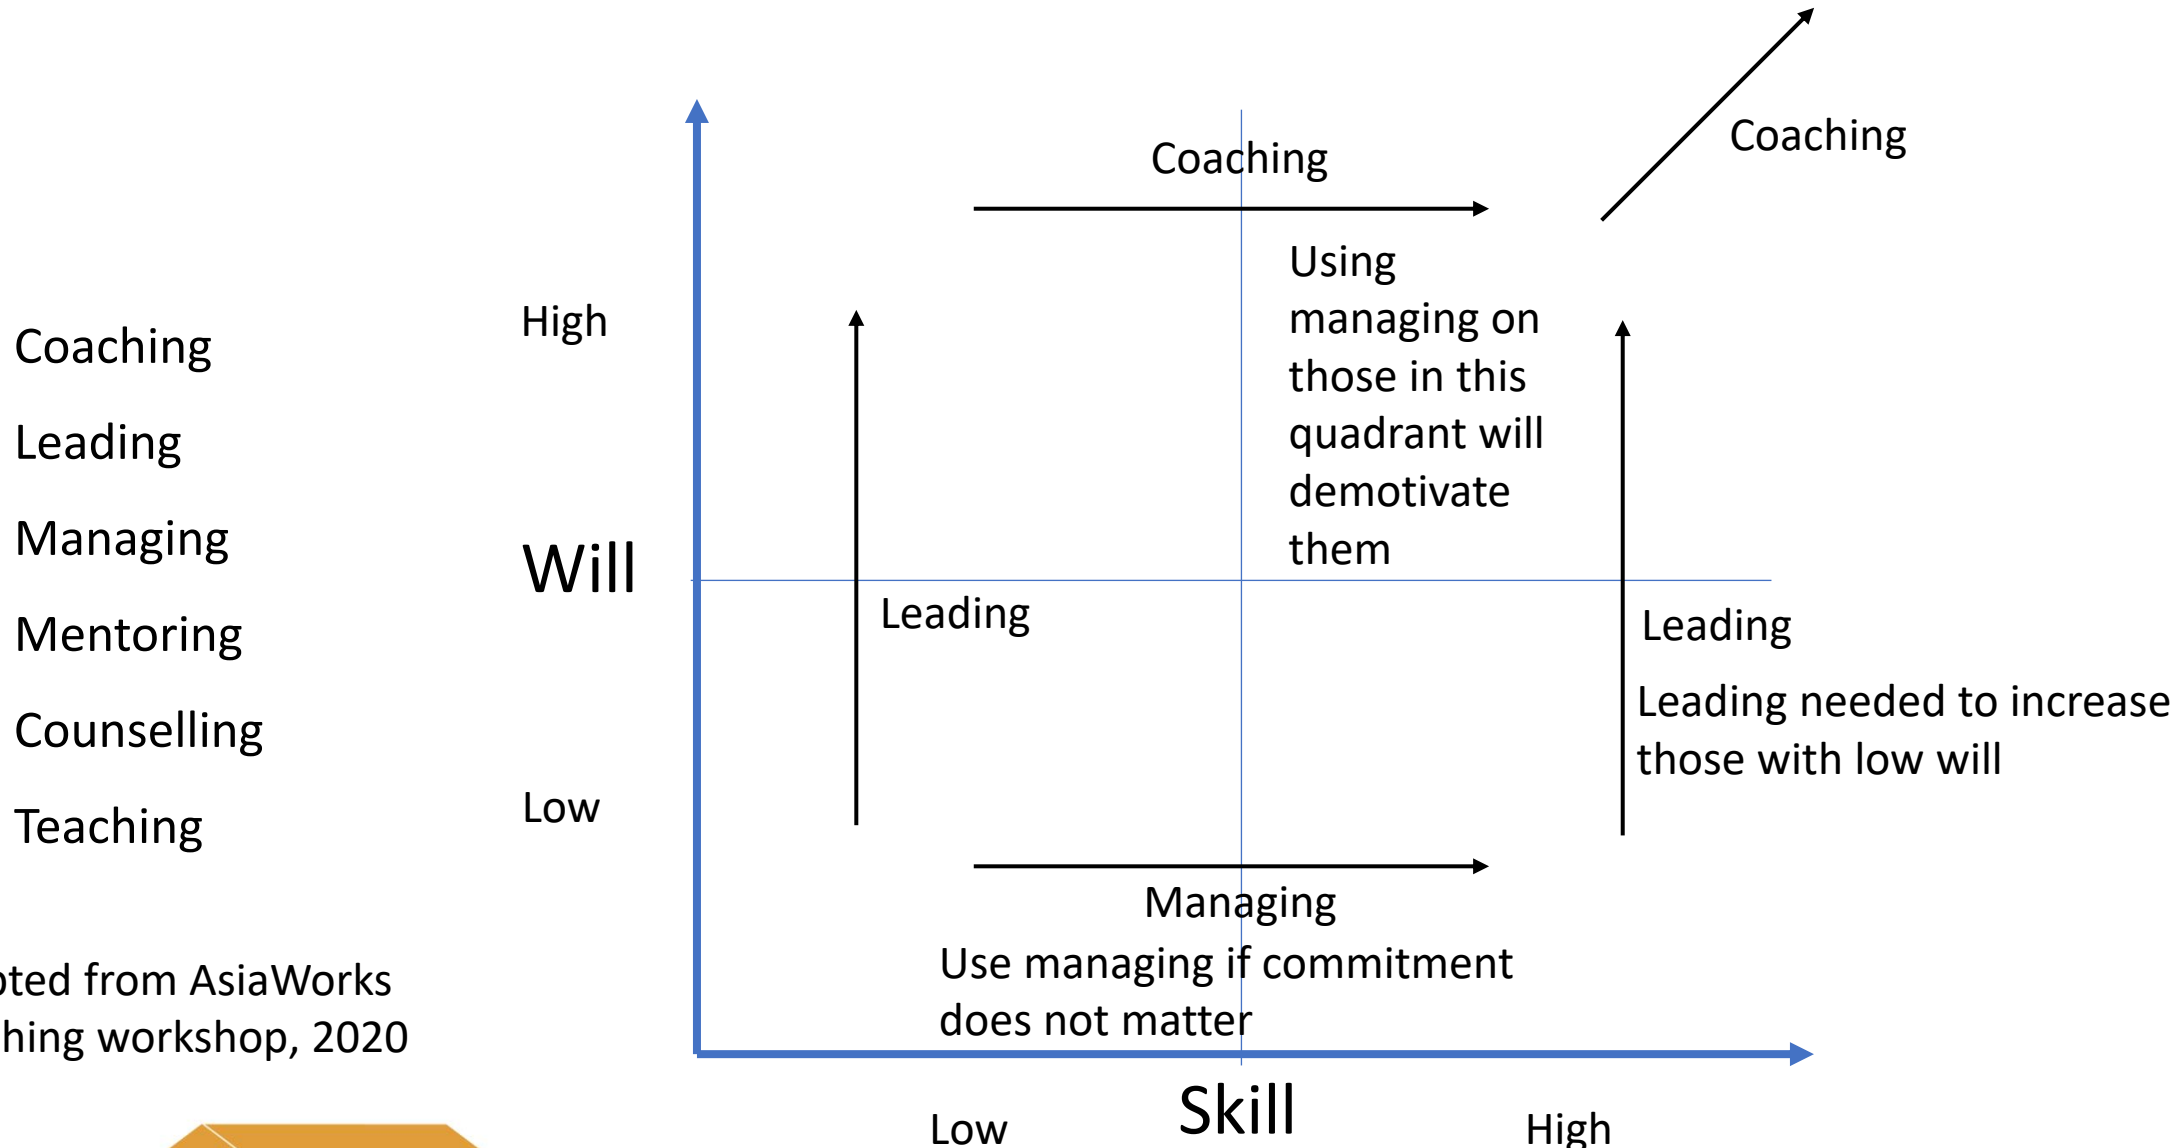 Coaching
Leading
Managing
Mentoring
Counselling
Teaching
from AsiaWorks
workshop, 2020
High
Will
Low
Coaching
Coaching
Using
managing on
those in this
quadrant will
demotivate
them
Leading
Leading
Leading needed to increase
those with low will
Managing
Use managing if commitment
does not matter
Skill
Low
High